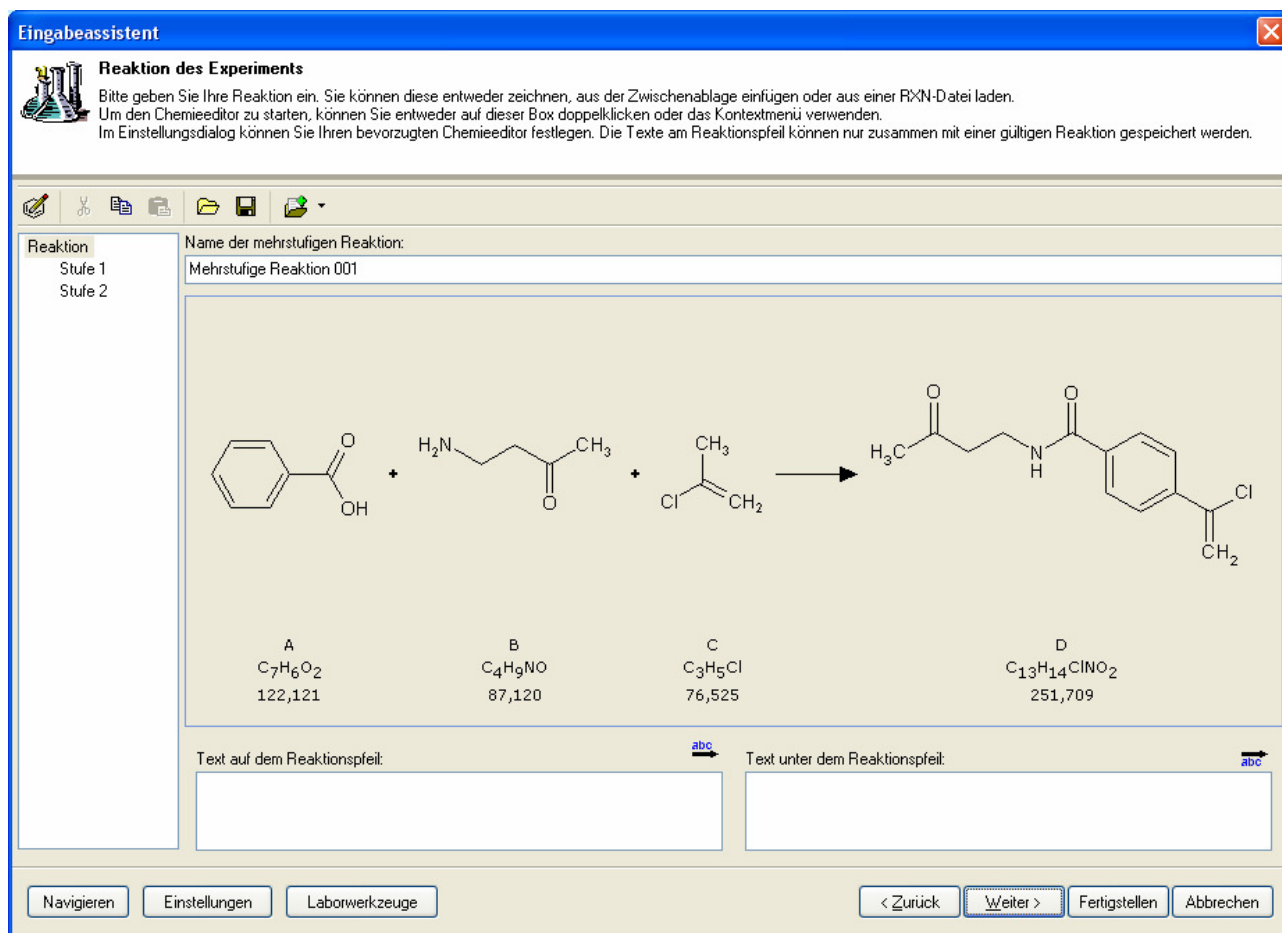 Eingabeassistent
Reaktion des Experiments
Bitte geben Sie Ihre Reaktion ein. Sie können diese entweder zeichnen, aus der Zwischenablage einfügen oder aus einer RXN-Datei laden.
Um den Chemieeditor zu starten, können Sie entweder auf dieser Box doppelklicken oder das Kontextmenü verwenden.
Im Einstellungsdialog können Sie Ihren bevorzugten Chemieeditor festlegen. Die Texte am Reaktionspfeil können nur zusammen mit einer gültigen Reaktion gespeichert werden.
Reaktion
Stufe 1
Stufe 2
Name der mehrstufigen Reaktion:
Mehrstufige Reaktion 001
O
OH
+
H₂N
CH₃
O
+
CH₃
Cl
CH₂
O
O
H₃C
N
H
Cl
CH₂
A
B
C
D
C₇H₆O₂
C₄H₉NO
C₃H₅Cl
C₁₃H₁₄ClNO₂
122,121
87,120
76,525
251,709
Text auf dem Reaktionspfeil:
abc
Text unter dem Reaktionspfeil:
abc
Navigieren
Einstellungen
Laborwerkzeuge
< Zurück
Weiter >
Fertigstellen
Abbrechen